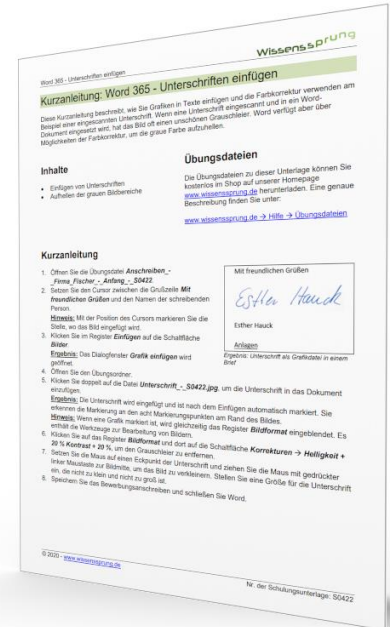 Word 365 - Unterschriften einfügen
Wissenssprung
Kurzanleitung: Word 365 - Unterschriften einfügen
Diese Kurzanleitung beschreibt, wie Sie Grafiken in Texte einfügen und die Farbkorrektur verwenden am
Beispiel einer eingescannten Unterschrift. Wenn eine Unterschrift eingescannt und in ein Word-
Dokument eingesetzt wird, hat das Bild oft einen unschönen Grauschleier. Word verfügt aber über
Möglichkeiten der Farbkorrektur, um die graue Farbe aufzuhellen.
Inhalte
• Einfügen von Unterschriften
• Aufhellen der grauen Bildbereiche
Übungsdateien
Die Übungsdateien zu dieser Unterlage können Sie
kostenlos im Shop auf unserer Homepage
www.wissenssprung.de herunterladen. Eine genaue
Beschreibung finden Sie unter:
www.wissenssprung.de → Hilfe → Übungsdateien
Kurzanleitung
1. Öffnen Sie die Übungsdatei Anschreiben_-
_Firma_Fischer_-_Anfang_-_S0422.
2. Setzen Sie den Cursor zwischen die Grußzeile Mit
freundlichen Grüßen und den Namen der schreibenden
Person.
Hinweis: Mit der Position des Cursors markieren Sie die
Stelle, wo das Bild eingefügt wird.
3. Klicken Sie im Register Einfügen auf die Schaltfläche
Bilder.
Ergebnis: Das Dialogfenster Grafik einfügen wird
geöffnet.
4. Öffnen Sie den Übungsordner.
Mit freundlichen Grüßen
Esther Hauck
Esther Hauck
Anlagen
Ergebnis: Unterschrift als Grafikdatei in einem
Brief
5. Klicken Sie doppelt auf die Datei Unterschrift_-_S0422.jpg, um die Unterschrift in das Dokument
einzufügen.
Ergebnis: Die Unterschrift wird eingefügt und ist nach dem Einfügen automatisch markiert. Sie
erkennen die Markierung an den acht Markierungspunkten am Rand des Bildes.
Hinweis: Wenn eine Grafik markiert ist, wird gleichzeitig das Register Bildformat eingeblendet. Es
enthält die Werkzeuge zur Bearbeitung von Bildern.
6. Klicken Sie auf das Register Bildformat und dort auf die Schaltfläche Korrekturen → Helligkeit +
20 % Kontrast + 20 %, um den Grauschleier zu entfernen.
7. Setzen Sie die Maus auf einen Eckpunkt der Unterschrift und ziehen Sie die Maus mit gedrückter
linker Maustaste zur Bildmitte, um das Bild zu verkleinern. Stellen Sie eine Größe für die Unterschrift
ein, die nicht zu klein und nicht zu groß ist.
8. Speichern Sie das Bewerbungsanschreiben und schließen Sie Word.
© 2020 - www.wissenssprung.de
Nr. der Schulungsunterlage: S0422